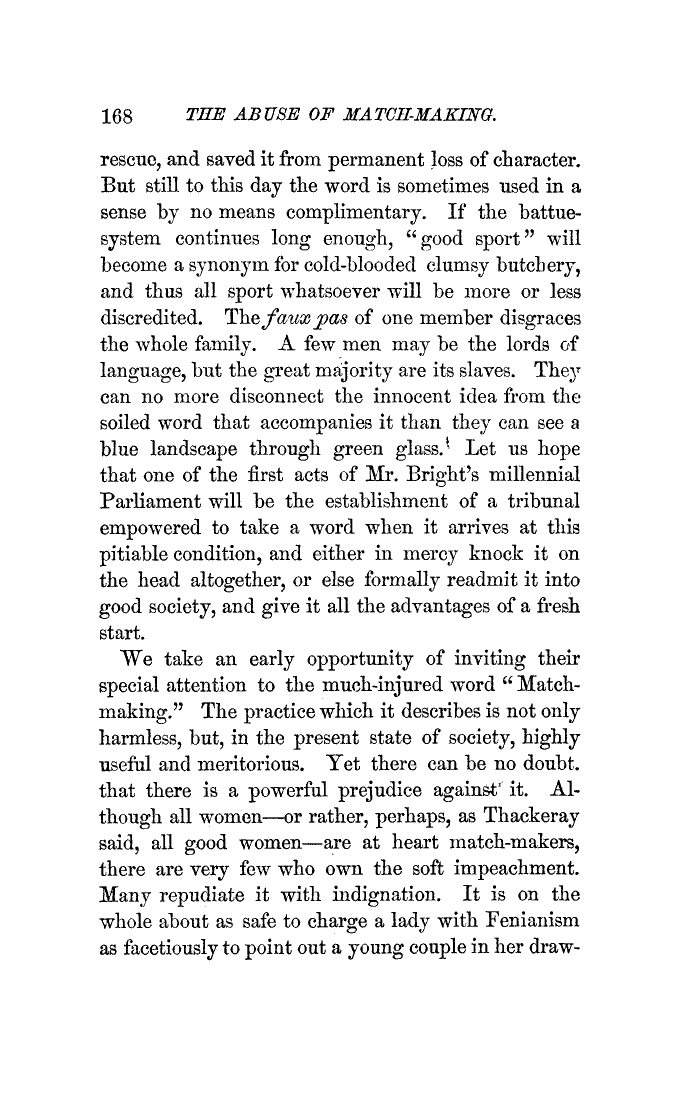 168 THE ABUSE OF MATCH-MAKING.
rescue, and saved it from permanent loss of character.
But still to this day the word is sometimes used in a
sense by no means complimentary. If the battue-
system continues long enough, “good sport” will
become a synonym for cold-blooded clumsy butchery,
and thus all sport whatsoever will be more or less
discredited. The faux pas of one member disgraces
the whole family. A few men may be the lords of
language, but the great majority are its slaves. They
can no more disconnect the innocent idea from the
soiled word that accompanies it than they can see a
blue landscape through green glass. Let us hope
that one of the first acts of Mr. Bright’s millennial
Parliament will be the establishment of a tribunal
empowered to take a word when it arrives at this
pitiable condition, and either in mercy knock it on
the head altogether, or else formally readmit it into
good society, and give it all the advantages of a fresh
start.
We take an early opportunity of inviting their
special attention to the much-injured word “Match-
making.” The practice which it describes is not only
harmless, but, in the present state of society, highly
useful and meritorious. Yet there can be no doubt.
that there is a powerful prejudice against it. Al-
though all women—or rather, perhaps, as Thackeray
said, all good women—are at heart match-makers,
there are very few who own the soft impeachment.
Many repudiate it with indignation. It is on the
whole about as safe to charge a lady with Fenianism
as facetiously to point out a young couple in her draw-